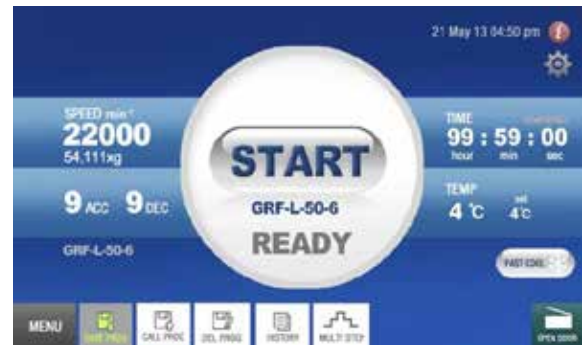 21 May 13 04:50 pm
SPEED min⁻¹
22000
54,111xg
START
TIME
99 : 59 : 00
hour min sec
9 ACC 9 DEC
GRF-L-50-6
READY
TEMP
4 °C
set
4°C
GRF-L-50-6
FAST COOL
MENU
CALL PROG
DEL PROG
HISTORY
MULTI STEP
OPEN DOOR